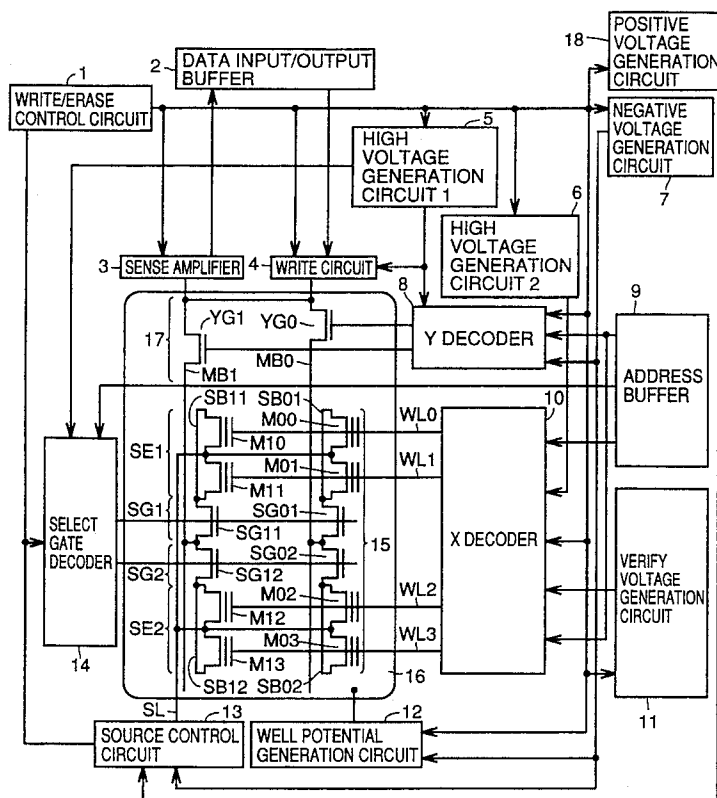 18
POSITIVE
VOLTAGE
GENERATION
CIRCUIT
1
WRITE/ERASE
CONTROL CIRCUIT
2
DATA INPUT/OUTPUT
BUFFER
5
HIGH
VOLTAGE
GENERATION
CIRCUIT 1
NEGATIVE
VOLTAGE
GENERATION
CIRCUIT
7
6
HIGH
VOLTAGE
GENERATION
CIRCUIT 2
3
SENSE AMPLIFIER
4
WRITE CIRCUIT
8
Y DECODER
9
ADDRESS
BUFFER
17
YG1
YG0
MB0
MB1
SB11
SB01
M00
M10
WL0
10
X DECODER
SE1
M01
M11
WL1
SG1
SG01
SG11
15
SELECT
GATE
DECODER
14
SG02
SG2
SG12
M02
M12
WL2
SE2
M03
M13
WL3
SB12
SB02
16
VERIFY
VOLTAGE
GENERATION
CIRCUIT
11
SL
13
SOURCE CONTROL
CIRCUIT
12
WELL POTENTIAL
GENERATION CIRCUIT